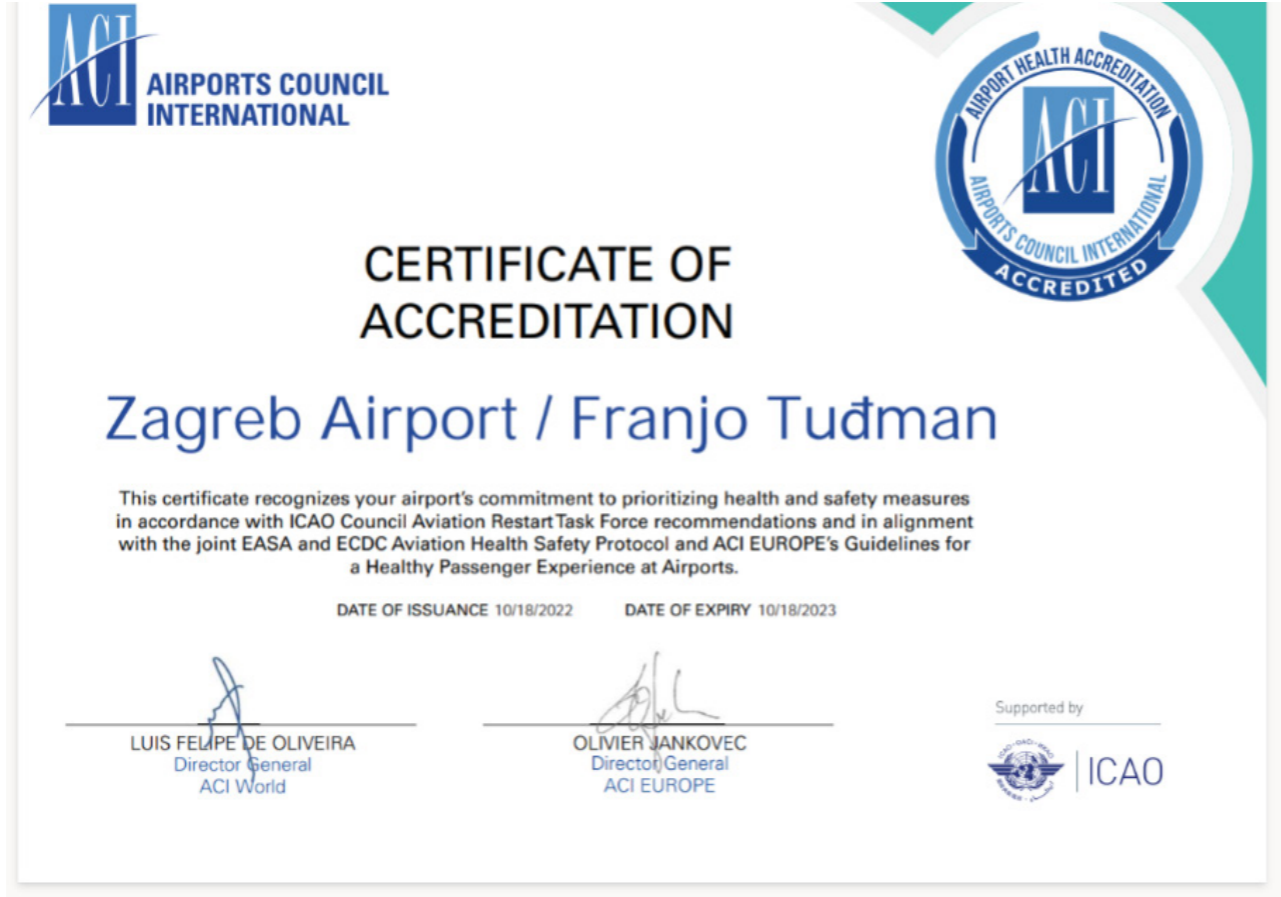 ACI
AIRPORTS COUNCIL
INTERNATIONAL
AIRPORT HEALTH ACCREDITATION
ACI
AIRPORTS COUNCIL INTERNATIONAL
ACCREDITED
CERTIFICATE OF
ACCREDITATION
Zagreb Airport / Franjo Tuđman
This certificate recognizes your airport's commitment to prioritizing health and safety measures
in accordance with ICAO Council Aviation Restart Task Force recommendations and in alignment
with the joint EASA and ECDC Aviation Health Safety Protocol and ACI EUROPE's Guidelines for
a Healthy Passenger Experience at Airports.
DATE OF ISSUANCE 10/18/2022 DATE OF EXPIRY 10/18/2023
LUIS FELIPE DE OLIVEIRA
Director General
ACI World
OLIVIER JANKOVEC
Director General
ACI EUROPE
Supported by
ICAO